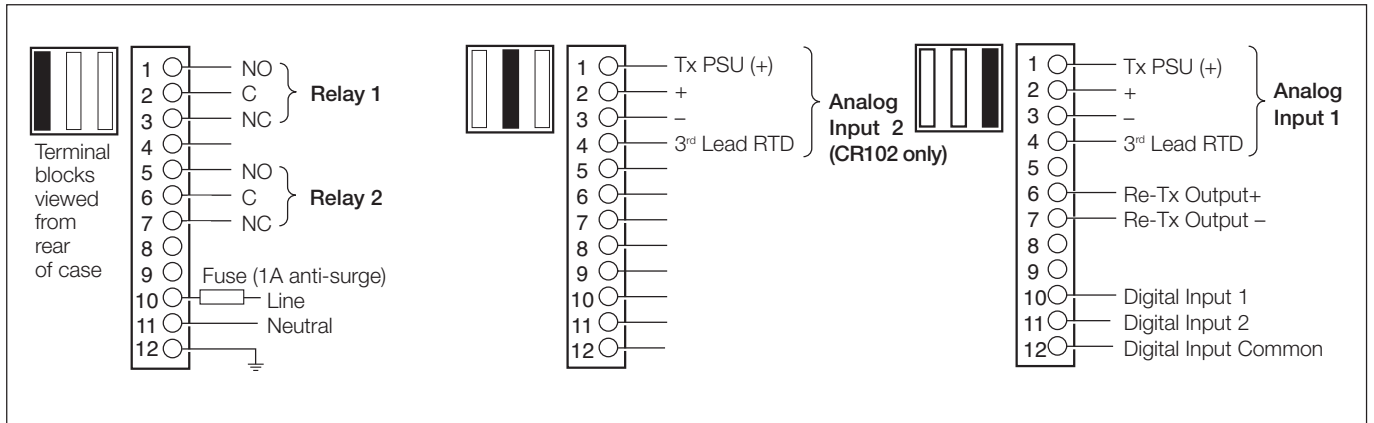 Terminal
blocks
viewed
from
rear
of case
1 NO
2 C Relay 1
3 NC
4
5 NO
6 C Relay 2
7 NC
8
9 Fuse (1A anti-surge)
10 Line
11 Neutral
12
1 Tx PSU (+)
2 +
3 –
4 3rd Lead RTD
5
6
7
8
9
10
11
12
Analog
Input 2
(CR102 only)
1 Tx PSU (+)
2 +
3 –
4 3rd Lead RTD
5
6 Re-Tx Output+
7 Re-Tx Output –
8
9
10 Digital Input 1
11 Digital Input 2
12 Digital Input Common
Analog
Input 1